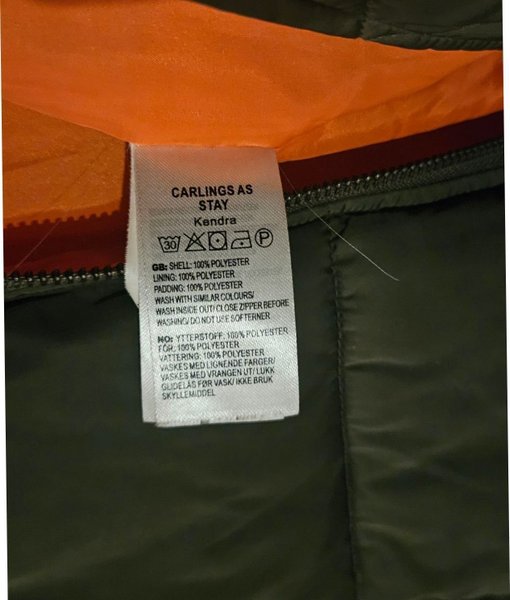 CARLINGS AS
STAY
Kendra
30 P
GB: SHELL: 100% POLYESTER
LINING: 100% POLYESTER
PADDING: 100% POLYESTER
WASH WITH SIMILAR COLOURS/
WASH INSIDE OUT/ CLOSE ZIPPER BEFORE
WASHING/ DO NOT USE SOFTERNER
NO: YTTERSTOFF: 100% POLYESTER
FÔR: 100% POLYESTER
VATTERING: 100% POLYESTER
VASKES MED LIGNENDE FARGER/
VASKES MED VRANGEN UT/ LUKK
GLIDELÅS FØR VASK/ IKKE BRUK
SKYLLEMIDDEL